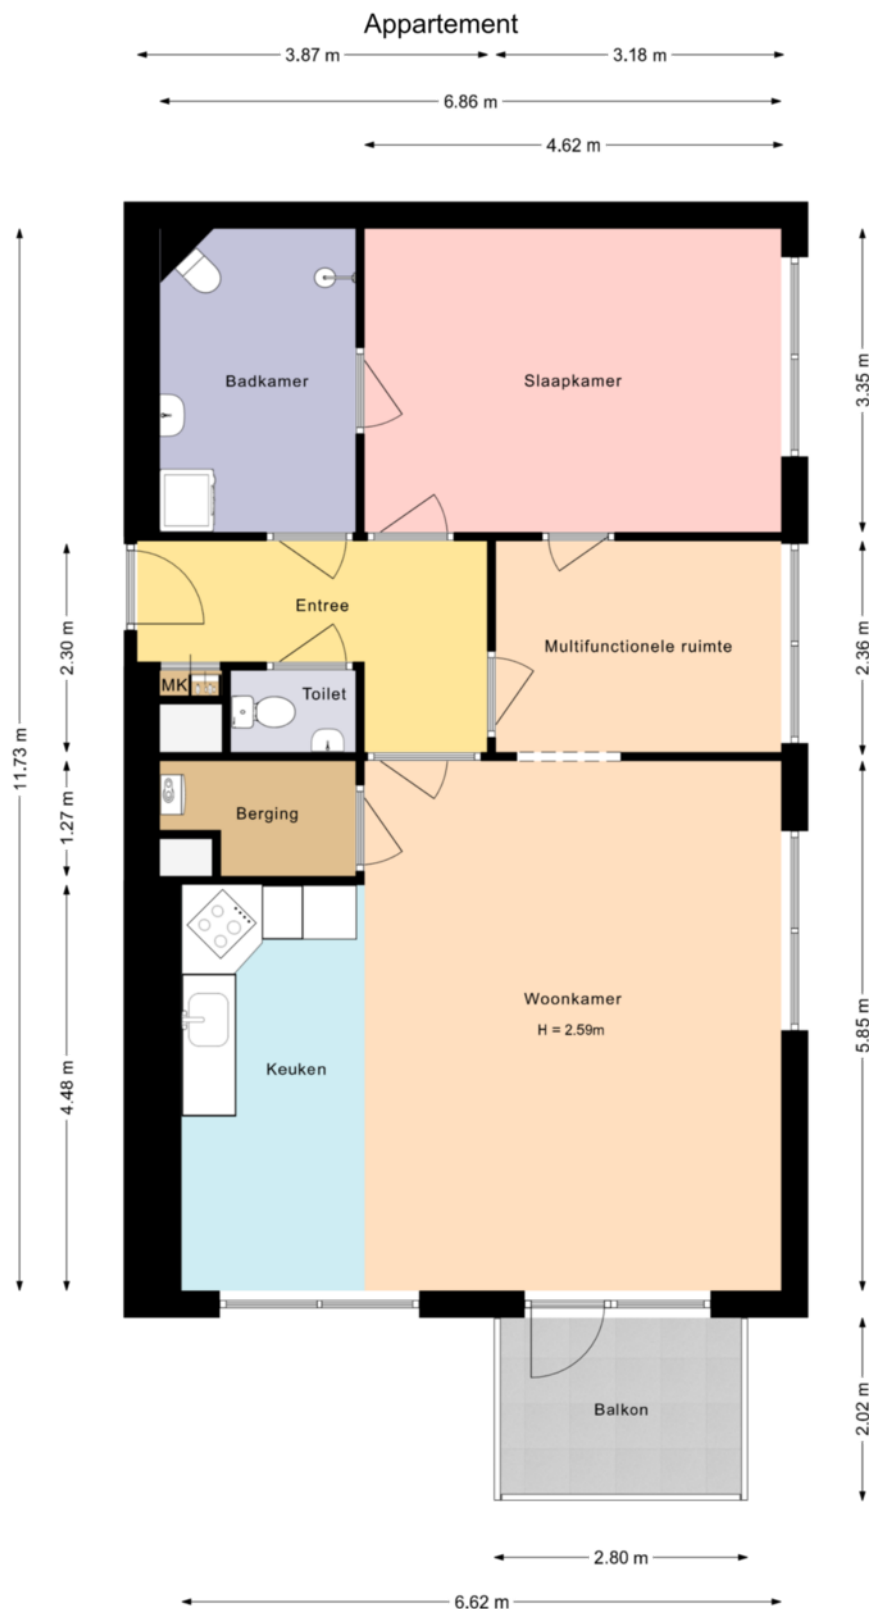 Appartement
3.87 m
3.18 m
6.86 m
4.62 m
Badkamer
Slaapkamer
3.35 m
Entree
2.30 m
Multifunctionele ruimte
2.36 m
MK
Toilet
11.73 m
1.27 m
Berging
Woonkamer
H = 2.59m
5.85 m
Keuken
4.48 m
Balkon
2.02 m
2.80 m
6.62 m